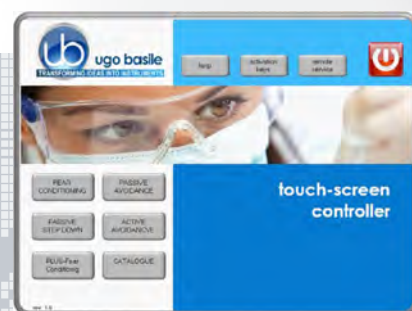 ub
ugo basile
TRANSFORMING IDEAS INTO INSTRUMENTS
help
activation
keys
remote
service
FEAR
CONDITIONING
PASSIVE
AVOIDANCE
PASSIVE
STEP DOWN
ACTIVE
AVOIDANCE
PLUS-Fear
Conditioning
CATALOGUE
touch-screen
controller